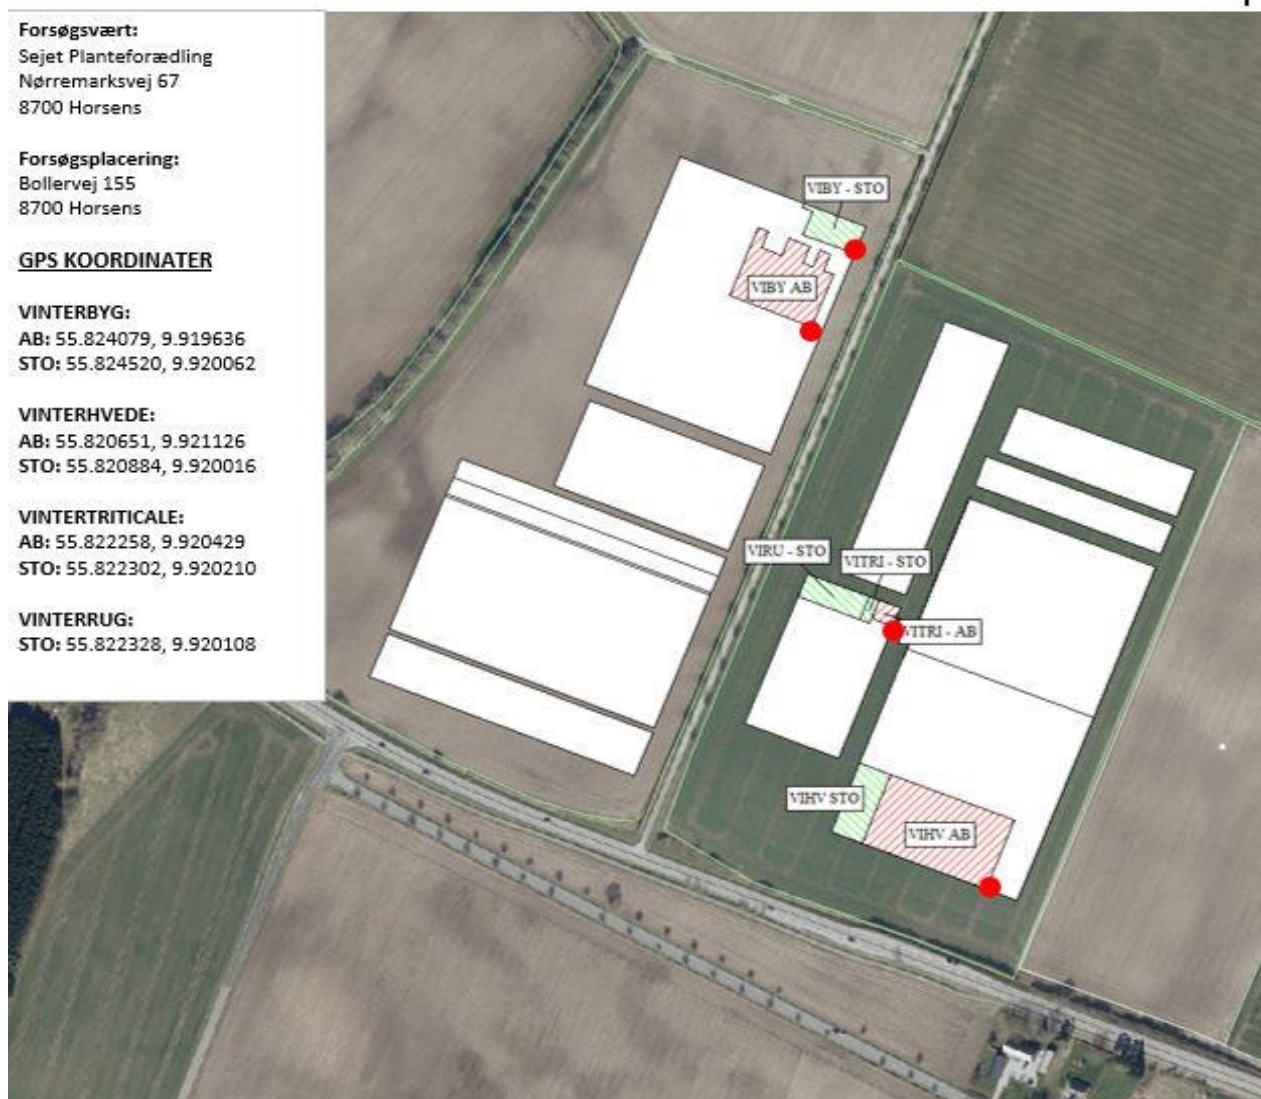 Forsøgsvært:
Sejet Planteforædling
Nørremarksvej 67
8700 Horsens
Forsøgsplacering:
Bollervej 155
8700 Horsens
GPS KOORDINATER
VINTERBYG:
AB: 55.824079, 9.919636
STO: 55.824520, 9.920062
VINTERHVEDE:
AB: 55.820651, 9.921126
STO: 55.820884, 9.920016
VINTERTRITICALE:
AB: 55.822258, 9.920429
STO: 55.822302, 9.920210
VINTERRUG:
STO: 55.822328, 9.920108
VIBY - STO
VIBY AB
VIRU - STO
VITRI - STO
VITRI - AB
VIHV STO
VIHV AB